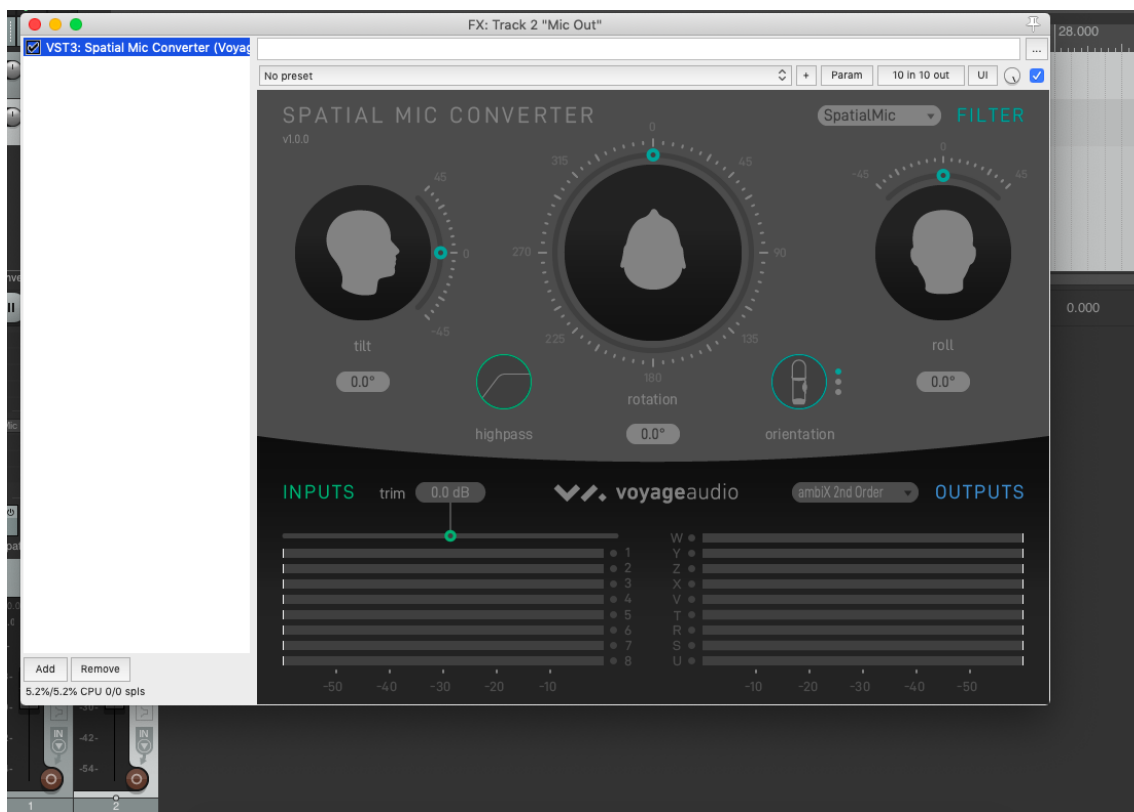 FX: Track 2 "Mic Out"
28.000
VST3: Spatial Mic Converter (Voyag
...
No preset
+
Param
10 in 10 out
UI
SPATIAL MIC CONVERTER
v1.0.0
SpatialMic
FILTER
0
315
45
270
90
225
135
180
45
0
-45
-45
0
45
tilt
0.0°
rotation
0.0°
roll
0.0°
highpass
orientation
0.000
INPUTS
trim
0.0 dB
voyageaudio
ambiX 2nd Order
OUTPUTS
1
2
3
4
5
6
7
8
W
Y
Z
X
V
T
R
S
U
-50 -40 -30 -20 -10
-10 -20 -30 -40 -50
Add
Remove
5.2%/5.2% CPU 0/0 spls
IN
-42-
IN
-54-
1
2